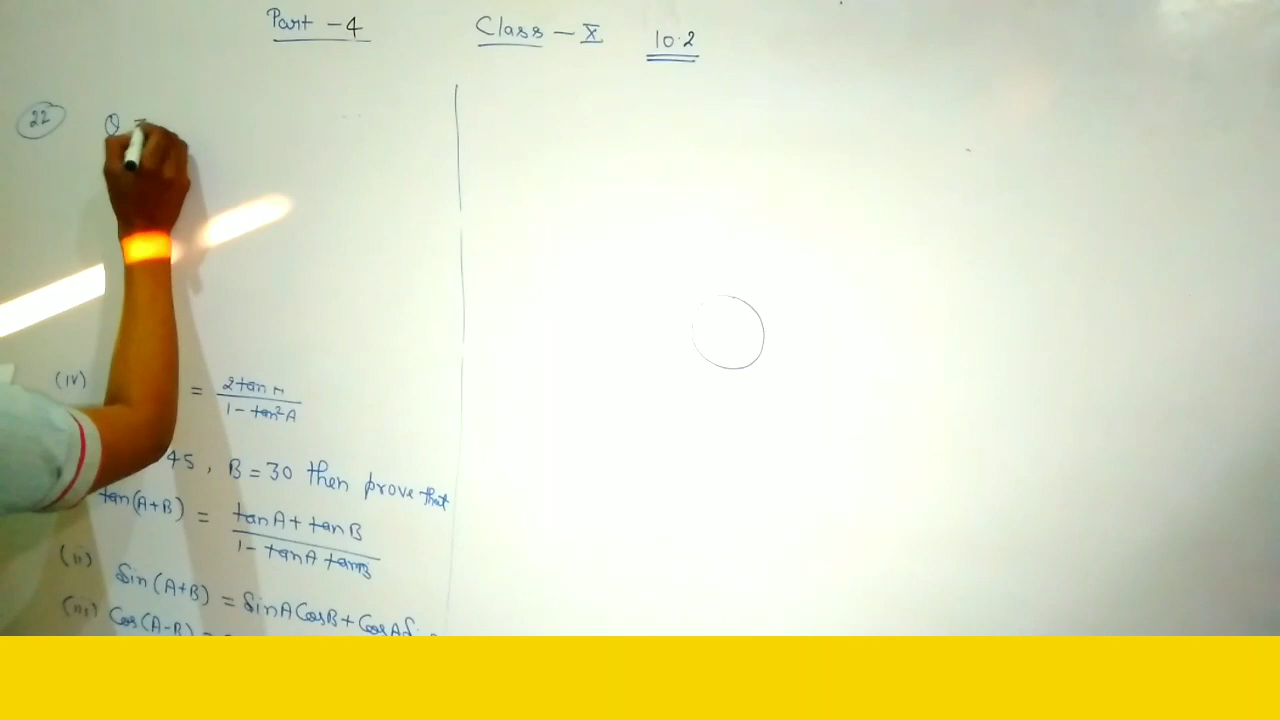 Part - 4 Class - X 10.2
22 Q
(iv) = 2tanA / 1 - tan²A
45, B = 30 then prove that
tan(A+B) = tanA + tanB / 1 - tanA tanB
(ii) Sin(A+B) = SinA CosB + CosA
(iii) Cos(A-B) =